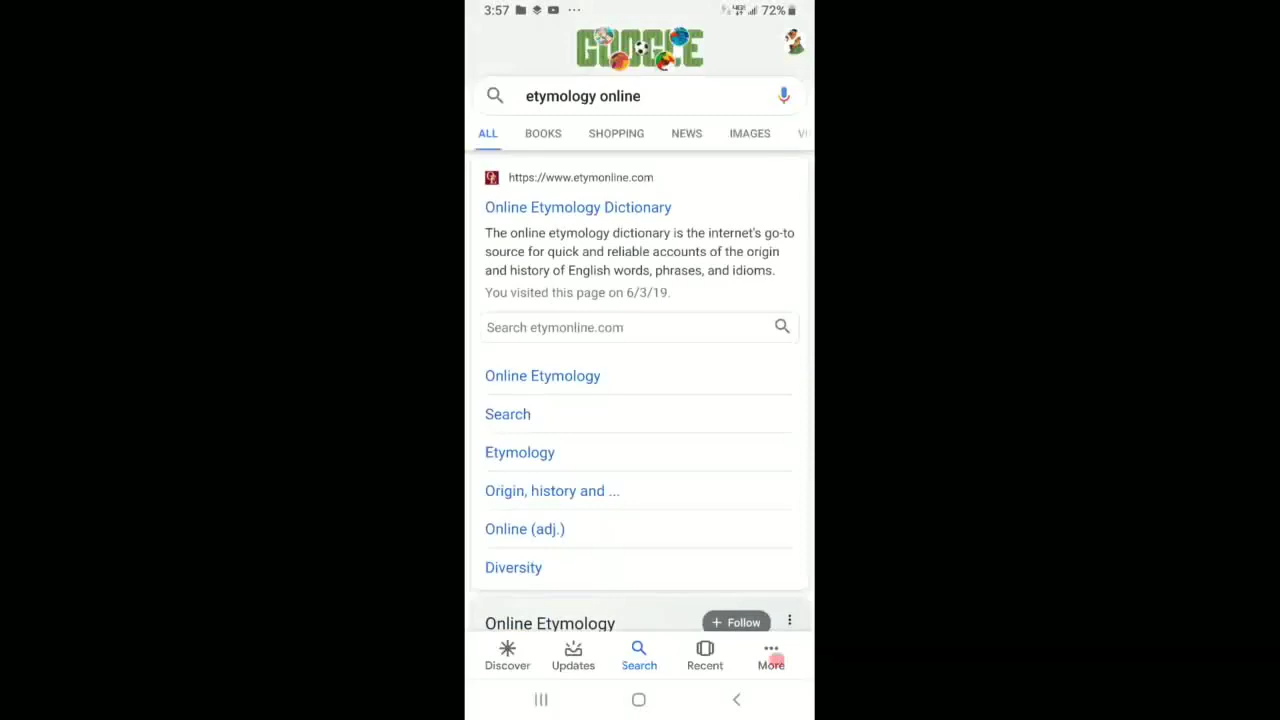 3:57
72%
GOOGLE
etymology online
ALL BOOKS SHOPPING NEWS IMAGES
https://www.etymonline.com
Online Etymology Dictionary
The online etymology dictionary is the internet's go-to
source for quick and reliable accounts of the origin
and history of English words, phrases, and idioms.
You visited this page on 6/3/19.
Search etymonline.com
Online Etymology
Search
Etymology
Origin, history and ...
Online (adj.)
Diversity
Online Etymology
+ Follow
Discover Updates Search Recent More